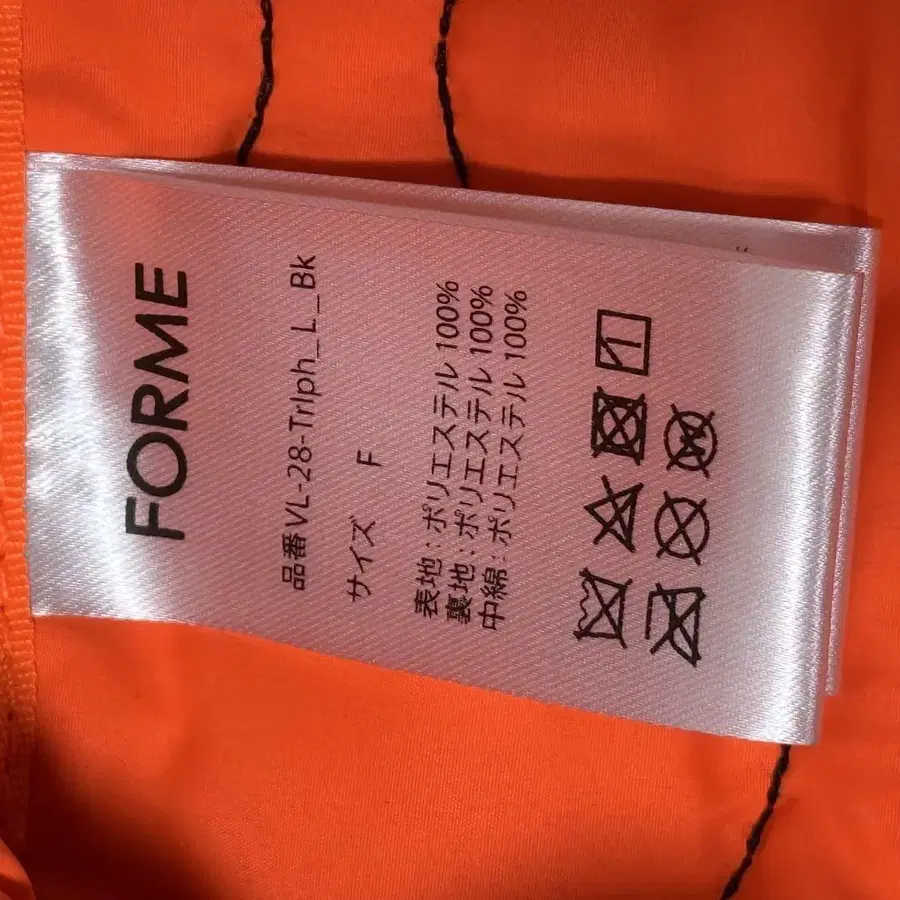 FORME
品番 VL-28-Trlph_L_Bk
サイズ F
表地 : ポリエステル 100%
裏地 : ポリエステル 100%
中綿 : ポリエステル 100%
W